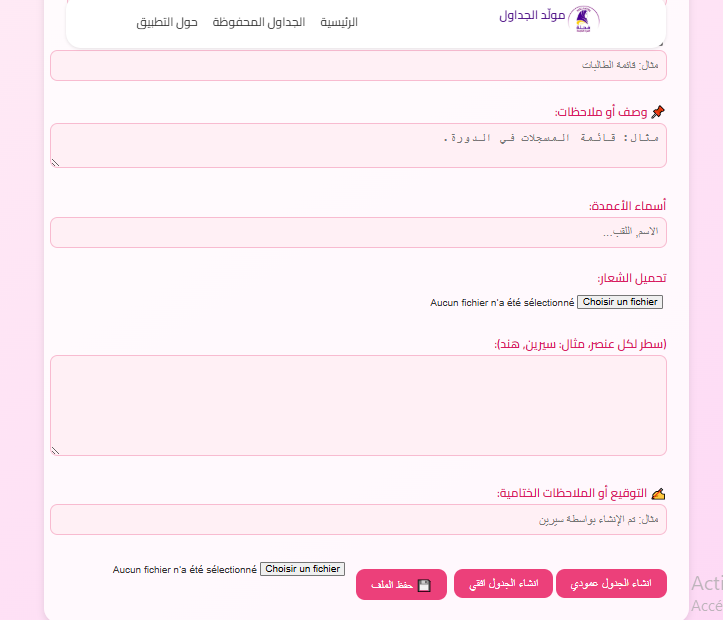 مولّد الجداول
الرئيسية
الجداول المحفوظة
حول التطبيق
مثال: قائمة الطالبات
📌 وصف أو ملاحظات:
مثال: قائمة المسجلات في الدورة.
أسماء الأعمدة:
الاسم, اللقب...
تحميل الشعار:
Choisir un fichier Aucun fichier n'a été sélectionné
(سطر لكل عنصر، مثال: سيرين, هند):
✍️ التوقيع أو الملاحظات الختامية:
مثال: تم الإنشاء بواسطة سيرين
انشاء الجدول عمودي
انشاء الجدول افقي
💾 حفظ الملف
Choisir un fichier Aucun fichier n'a été sélectionné
Acti
Accé